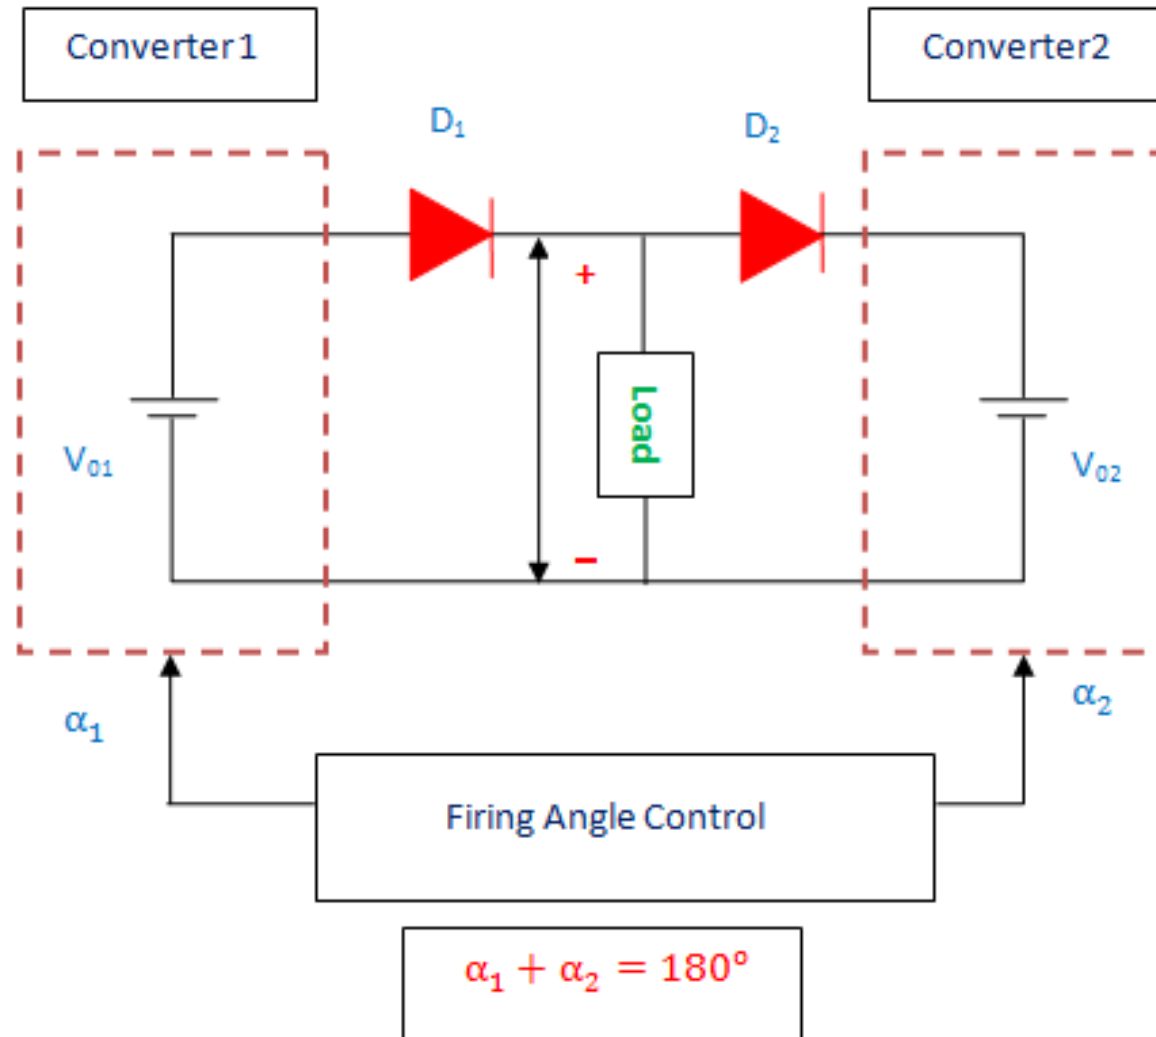 Converter1
Converter2
D₁
D₂
+
Load
V₀₁
V₀₂
−
α₁
α₂
Firing Angle Control
α₁ + α₂ = 180°